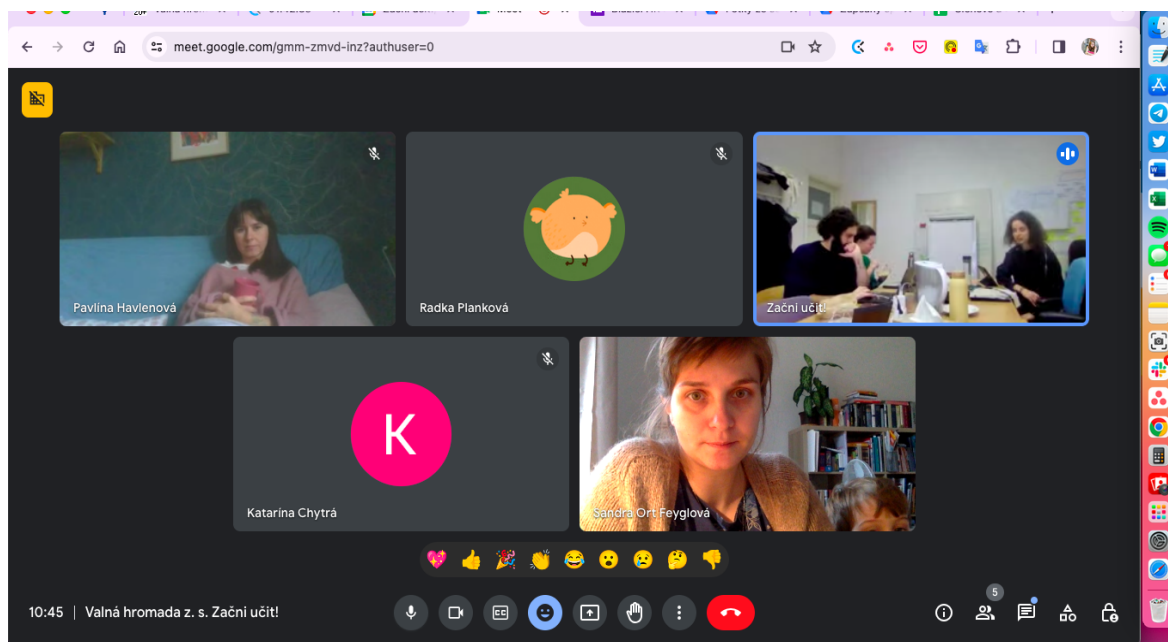 meet.google.com/gmm-zmvd-inz?authuser=0
Pavlína Havlenová
Radka Planková
Začni učit!
K
Katarína Chytrá
Sandra Ort Feyglová
CC
5
10:45 | Valná hromada z. s. Začni učit!